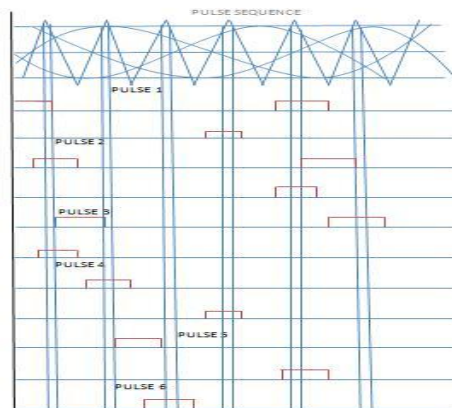 PULSE SEQUENCE
PULSE 1
PULSE 2
PULSE 3
PULSE 4
PULSE 5
PULSE 6